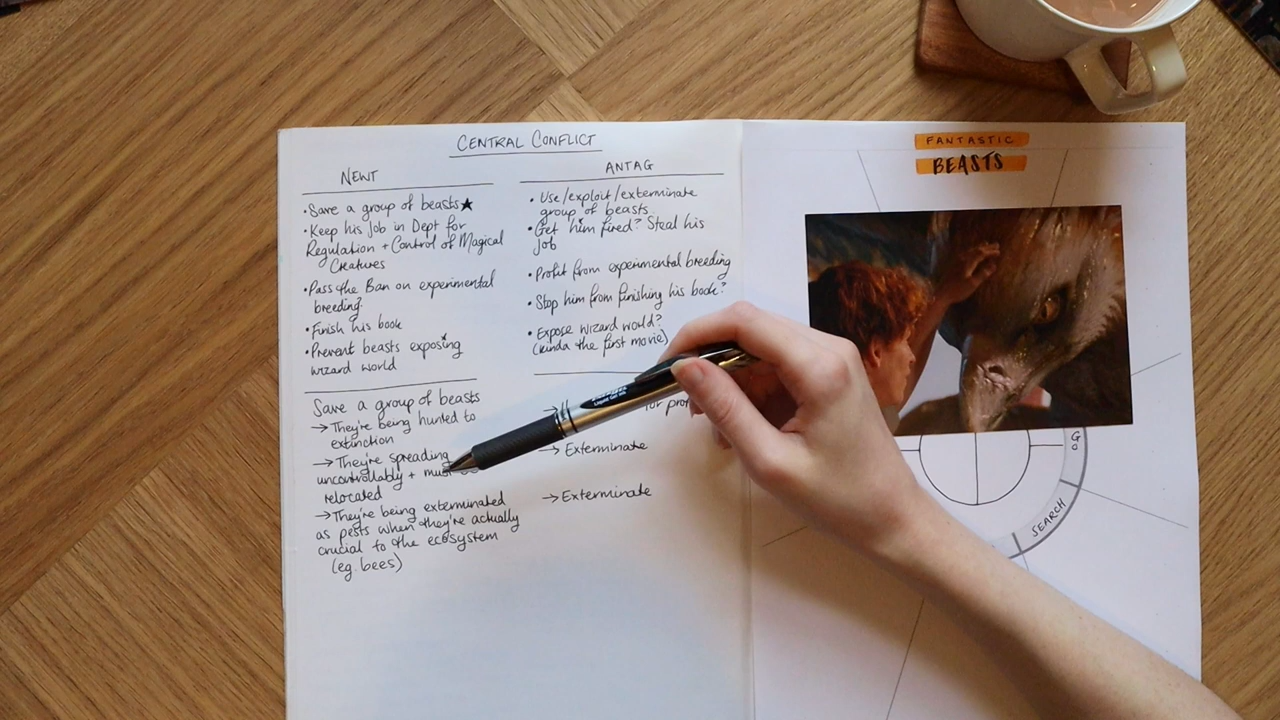 CENTRAL CONFLICT
NEWT
• Save a group of beasts ★
• Keep his job in Dept for
Regulation + Control of Magical
Creatures
• Pass the Ban on experimental
breeding?
• Finish his book
• Prevent beasts exposing
wizard world
Save a group of beasts
→ They're being hunted to
extinction
→ They're spreading
uncontrollably +
relocated
→ They're being exterminated
as pests when they're actually
crucial to the ecosystem
(eg. bees)
ANTAG
• Use/exploit/exterminate
group of beasts
• Get him fired? Steal his
job
• Profit from experimental breeding
• Stop him from finishing his book?
• Expose wizard world?
(kinda the first movie)
for
→ Exterminate
→ Exterminate
FANTASTIC
BEASTS
GO
SEARCH